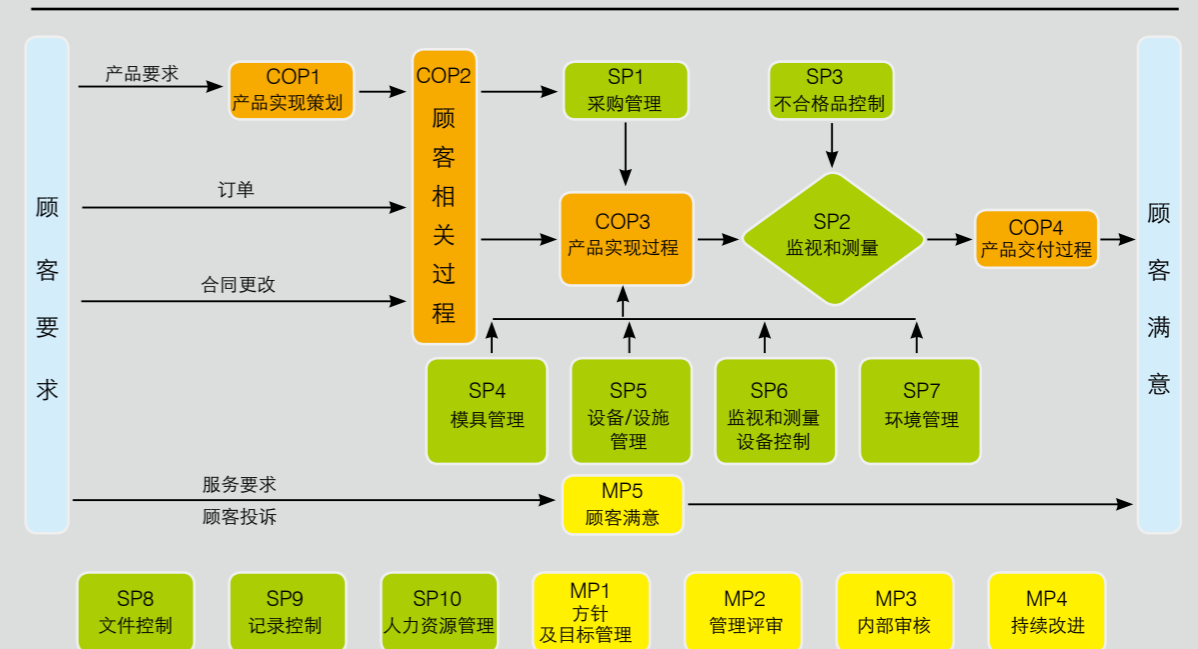 顾客要求
产品要求
COP1
产品实现策划
COP2
顾客相关过程
SP1
采购管理
SP3
不合格品控制
订单
COP3
产品实现过程
SP2
监视和测量
COP4
产品交付过程
顾客满意
合同更改
SP4
模具管理
SP5
设备/设施
管理
SP6
监视和测量
设备控制
SP7
环境管理
服务要求
顾客投诉
MP5
顾客满意
SP8
文件控制
SP9
记录控制
SP10
人力资源管理
MP1
方针
及目标管理
MP2
管理评审
MP3
内部审核
MP4
持续改进